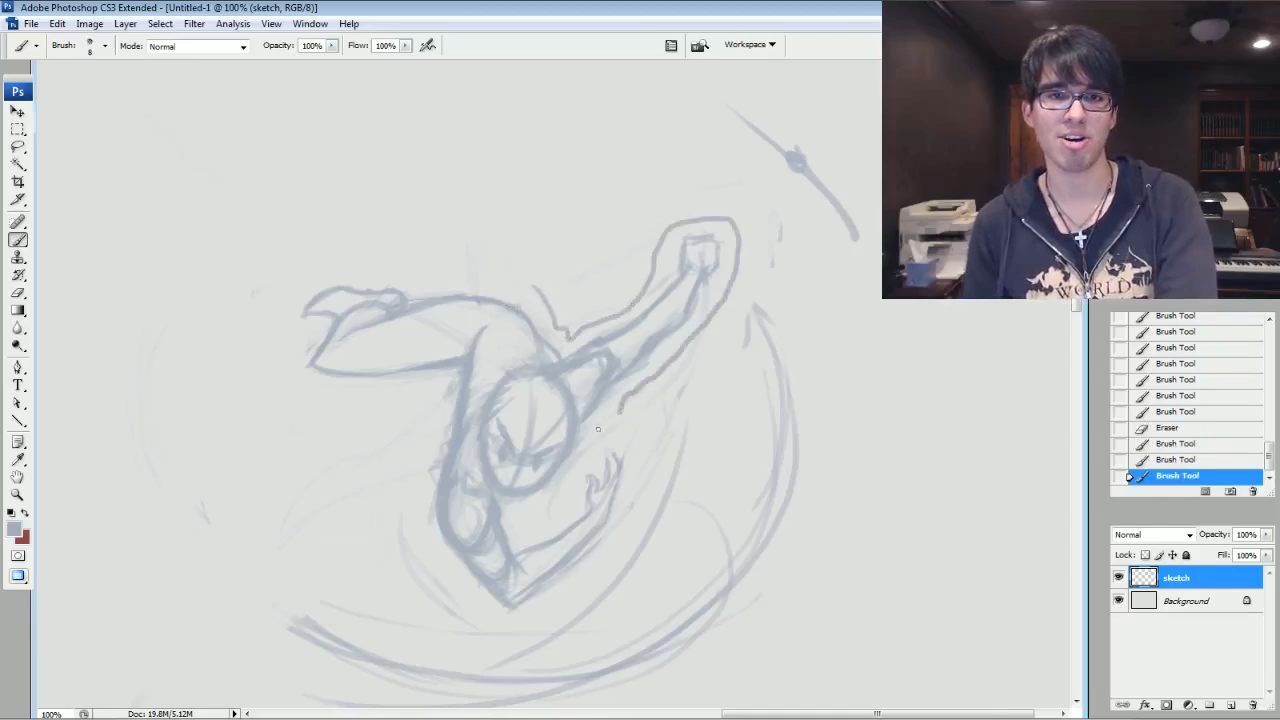 Adobe Photoshop CS3 Extended - [Untitled-1 @ 100% (sketch, RGB/8)]
File Edit Image Layer Select Filter Analysis View Window Help
Brush: 8 Mode: Normal Opacity: 100% Flow: 100% Workspace
Ps
WORLD
Brush Tool
Brush Tool
Brush Tool
Brush Tool
Brush Tool
Brush Tool
Brush Tool
Eraser
Brush Tool
Brush Tool
Brush Tool
Normal Opacity: 100%
Lock: Fill: 100%
sketch
Background
100% Doc: 19.8M/5.12M